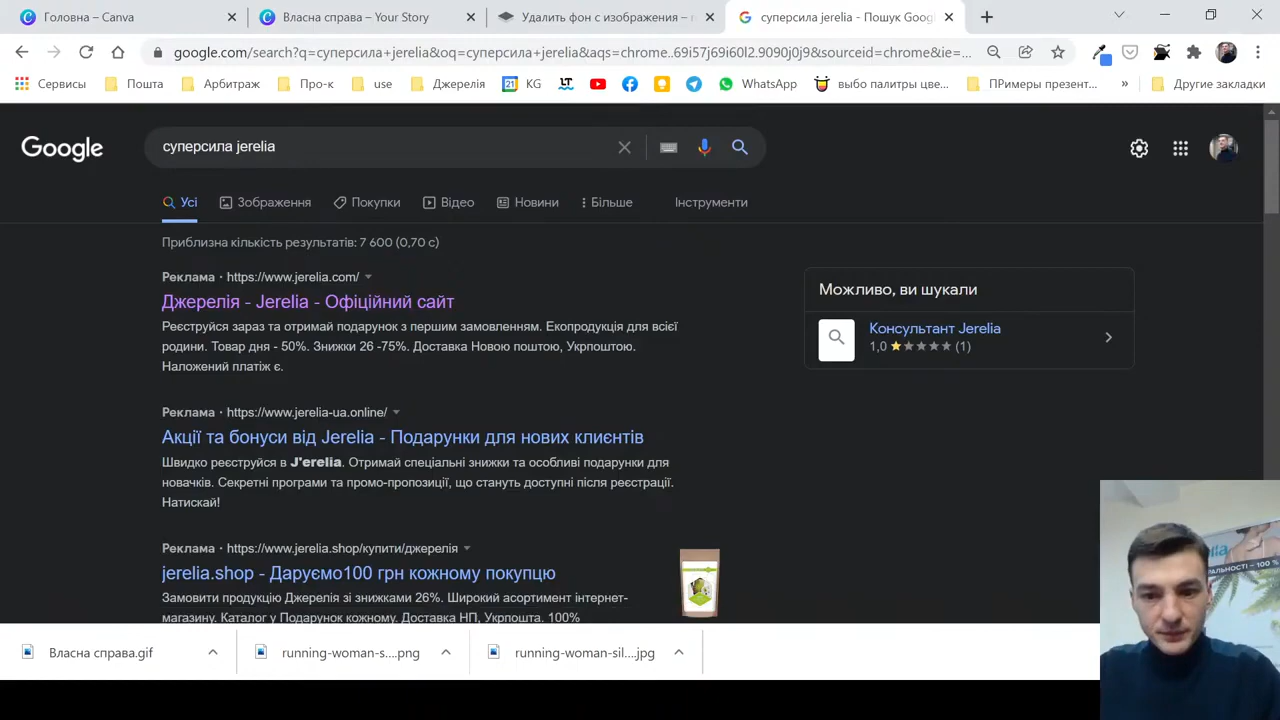 Головна – Canva
Власна справа – Your Story
Удалить фон с изображения –
суперсила jerelia - Пошук Goog
google.com/search?q=суперсила+jerelia&oq=суперсила+jerelia&aqs=chrome..69i57j69i60l2.9090j0j9&sourceid=chrome&ie=...
Сервисы
Пошта
Арбитраж
Про-к
use
Джерелія
KG
WhatsApp
выбо палитры цве...
ПРимеры презент...
Другие закладки
Google
суперсила jerelia
Усі
Зображення
Покупки
Відео
Новини
Більше
Інструменти
Приблизна кількість результатів: 7 600 (0,70 с)
Реклама · https://www.jerelia.com/
Джерелія - Jerelia - Офіційний сайт
Реєструйся зараз та отримай подарунок з першим замовленням. Екопродукція для всієї
родини. Товар дня - 50%. Знижки 26 -75%. Доставка Новою поштою, Укрпоштою.
Наложений платіж є.
Можливо, ви шукали
Консультант Jerelia
1,0 (1)
Реклама · https://www.jerelia-ua.online/
Акції та бонуси від Jerelia - Подарунки для нових клиєнтів
Швидко реєструйся в J'erelia. Отримай спеціальні знижки та особливі подарунки для
новачків. Секретні програми та промо-пропозиції, що стануть доступні після реєстрації.
Натискай!
Реклама · https://www.jerelia.shop/купити/джерелія
jerelia.shop - Даруємо100 грн кожному покупцю
Замовити продукцію Джерелія зі знижками 26%. Широкий асортимент інтернет-
магазину. Каталог у Подарунок кожному. Доставка НП, Укрпошта. 100%
Власна справа.gif
running-woman-s....png
running-woman-sil....jpg